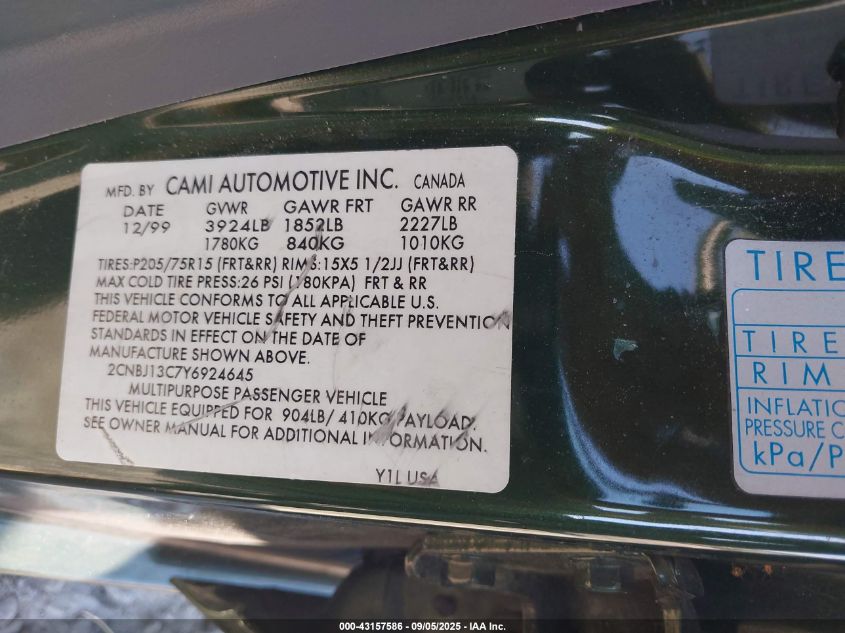 MFD. BY CAMI AUTOMOTIVE INC. CANADA
DATE GVWR GAWR FRT GAWR RR
12/99 3924LB 1852LB 2227LB
1780KG 840KG 1010KG
TIRES:P205/75R15 (FRT&RR) RIMS:15X5 1/2JJ (FRT&RR)
MAX COLD TIRE PRESS:26 PSI (180KPA) FRT & RR
THIS VEHICLE CONFORMS TO ALL APPLICABLE U.S.
FEDERAL MOTOR VEHICLE SAFETY AND THEFT PREVENTION
STANDARDS IN EFFECT ON THE DATE OF
MANUFACTURE SHOWN ABOVE.
2CNBJ13C7Y6924645
MULTIPURPOSE PASSENGER VEHICLE
THIS VEHICLE EQUIPPED FOR 904LB/ 410KG PAYLOAD.
SEE OWNER MANUAL FOR ADDITIONAL INFORMATION.
Y1L USA
TIRE
TIRE
RIM
INFLATIO
PRESSURE C
kPa/P
000-43157586 - 09/05/2025 - IAA Inc.